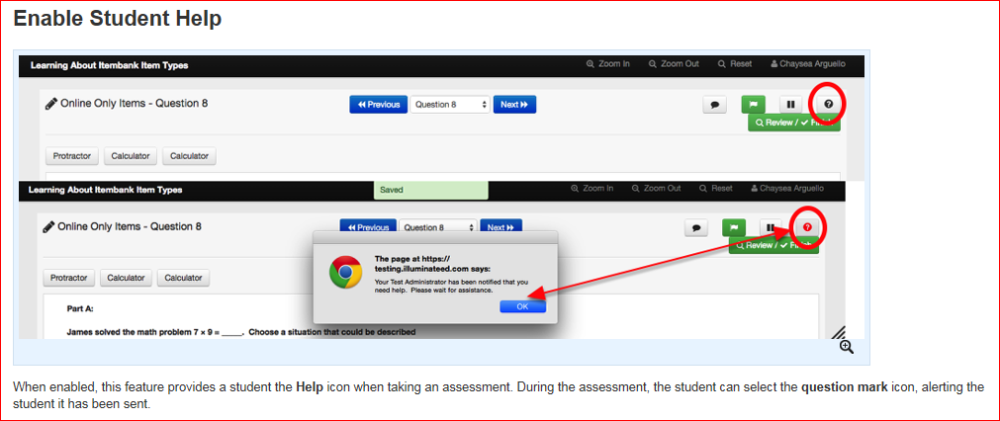 Enable Student Help
Learning About Itembank Item Types Zoom In Zoom Out Reset Chaysea Arguello
Online Only Items - Question 8 Previous Question 8 Next ?
Review / Finish
Protractor Calculator Calculator
Learning About Itembank Item Types Saved Zoom In Zoom Out Reset Chaysea Arguello
Online Only Items - Question 8 Previous Question 8 Next ?
Review /
Protractor Calculator Calculator
The page at https://
testing.illuminateed.com says:
Your Test Administrator has been notified that you
need help. Please wait for assistance.
OK
Part A:
James solved the math problem 7 × 9 = ____. Choose a situation that could be described
When enabled, this feature provides a student the Help icon when taking an assessment. During the assessment, the student can select the question mark icon, alerting the
student it has been sent.